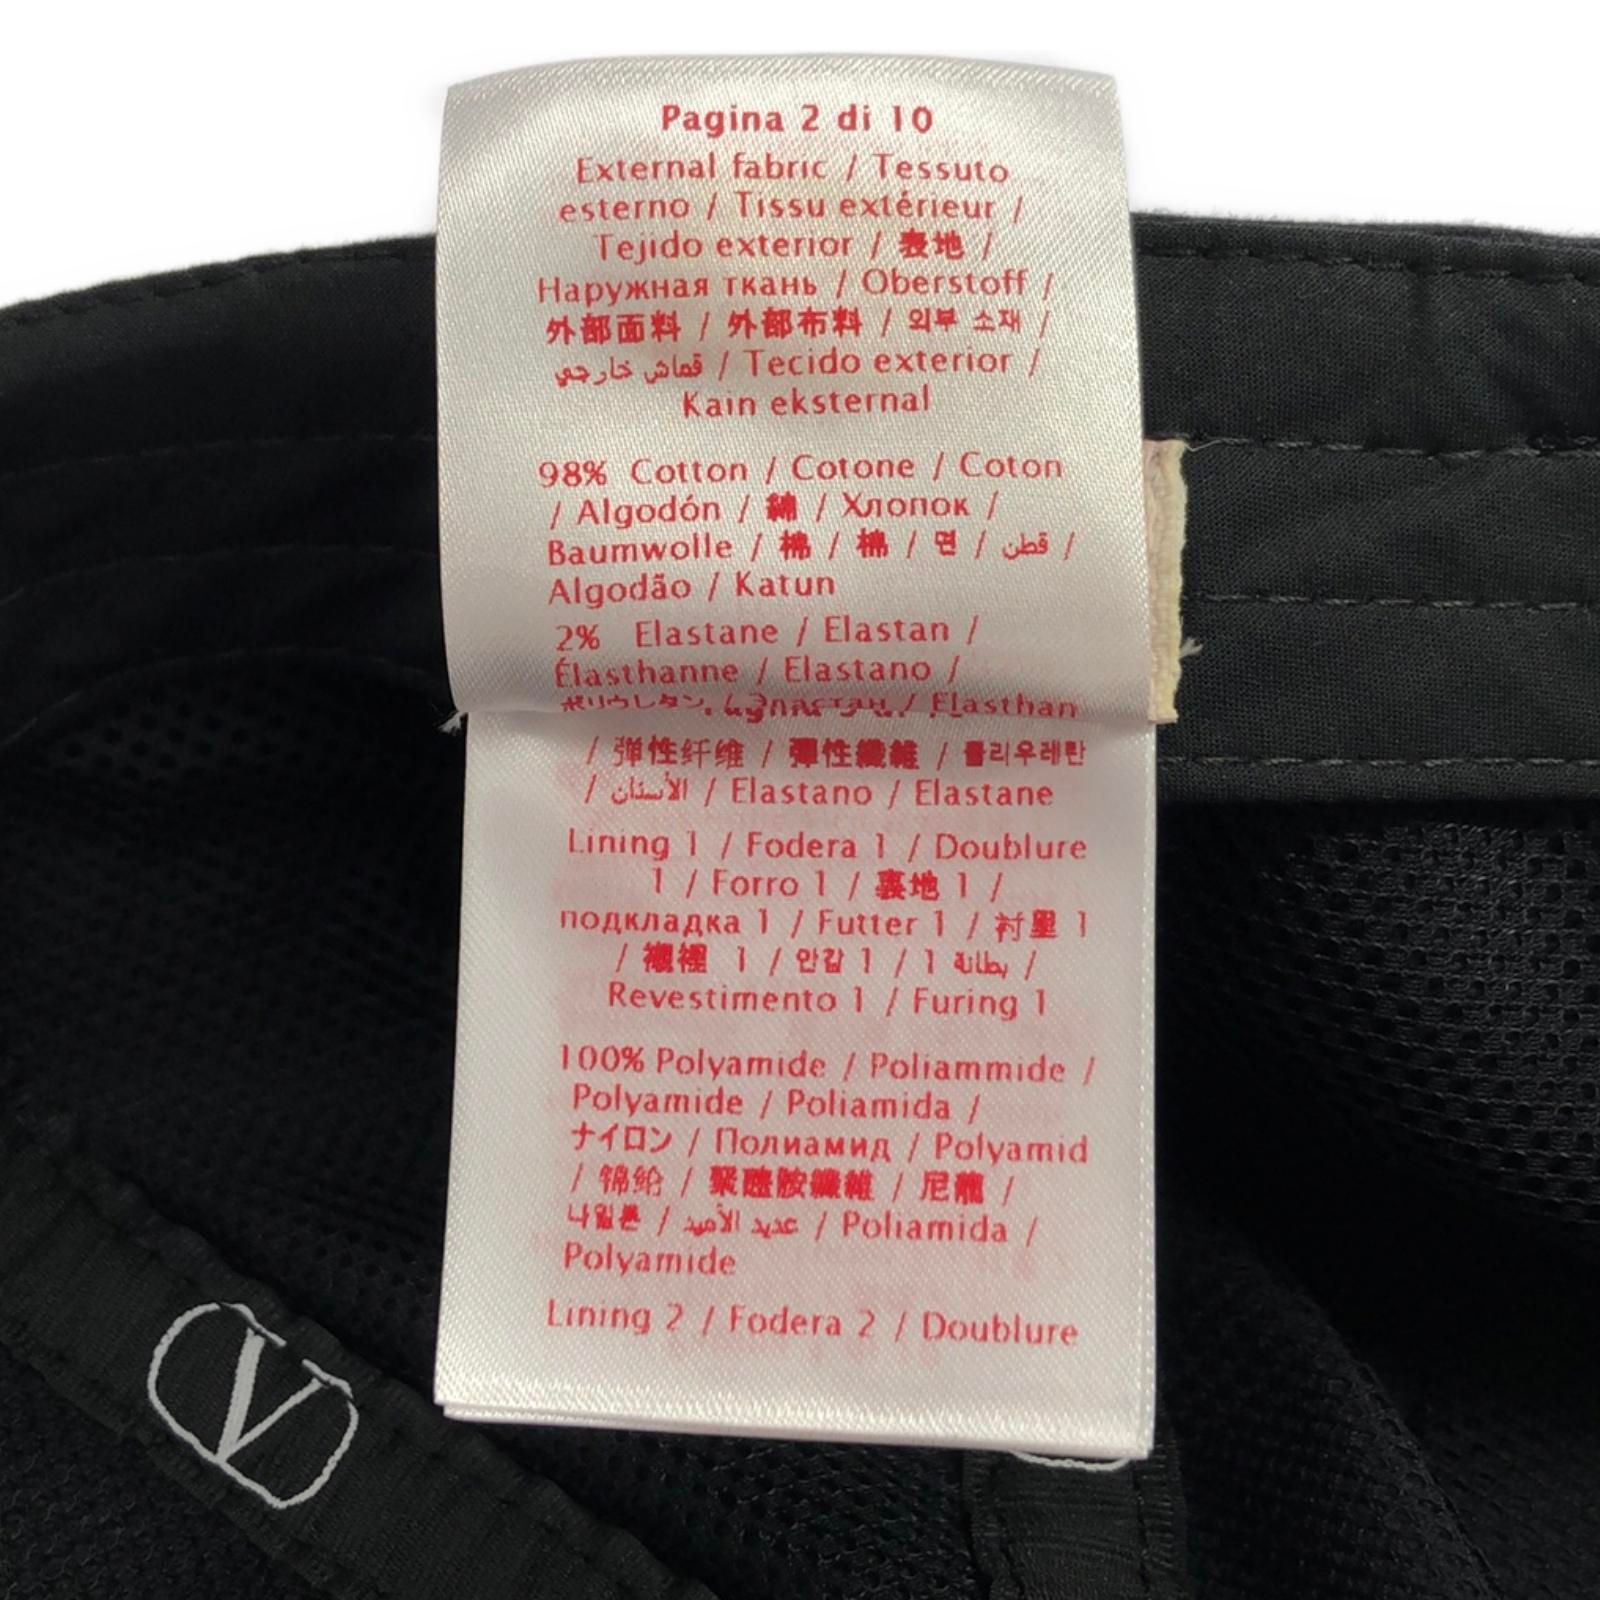 Pagina 2 di 10
External fabric / Tessuto
esterno / Tissu extérieur /
Tejido exterior / 表地 /
Наружная ткань / Oberstoff /
外部面料 / 外部布料 / 외부 소재 /
قماش خارجي / Tecido exterior /
Kain eksternal
98% Cotton / Cotone / Coton
/ Algodón / 綿 / Хлопок /
Baumwolle / 棉 / 棉 / 면 / قطن /
Algodão / Katun
2% Elastane / Elastan /
Élasthanne / Elastano /
ポリウレタン / Эластан / Elasthan
/ 弹性纤维 / 彈性纖維 / 폴리우레탄
/ الأستان / Elastano / Elastane
Lining 1 / Fodera 1 / Doublure
1 / Forro 1 / 裏地 1 /
подкладка 1 / Futter 1 / 衬里 1
/ 襯裡 1 / 안감 1 / بطانة 1 /
Revestimento 1 / Furing 1
100% Polyamide / Poliammide /
Polyamide / Poliamida /
ナイロン / Полиамид / Polyamid
/ 锦纶 / 聚醯胺纖維 / 尼龍 /
나일론 / عديد الأميد / Poliamida /
Polyamide
Lining 2 / Fodera 2 / Doublure
V